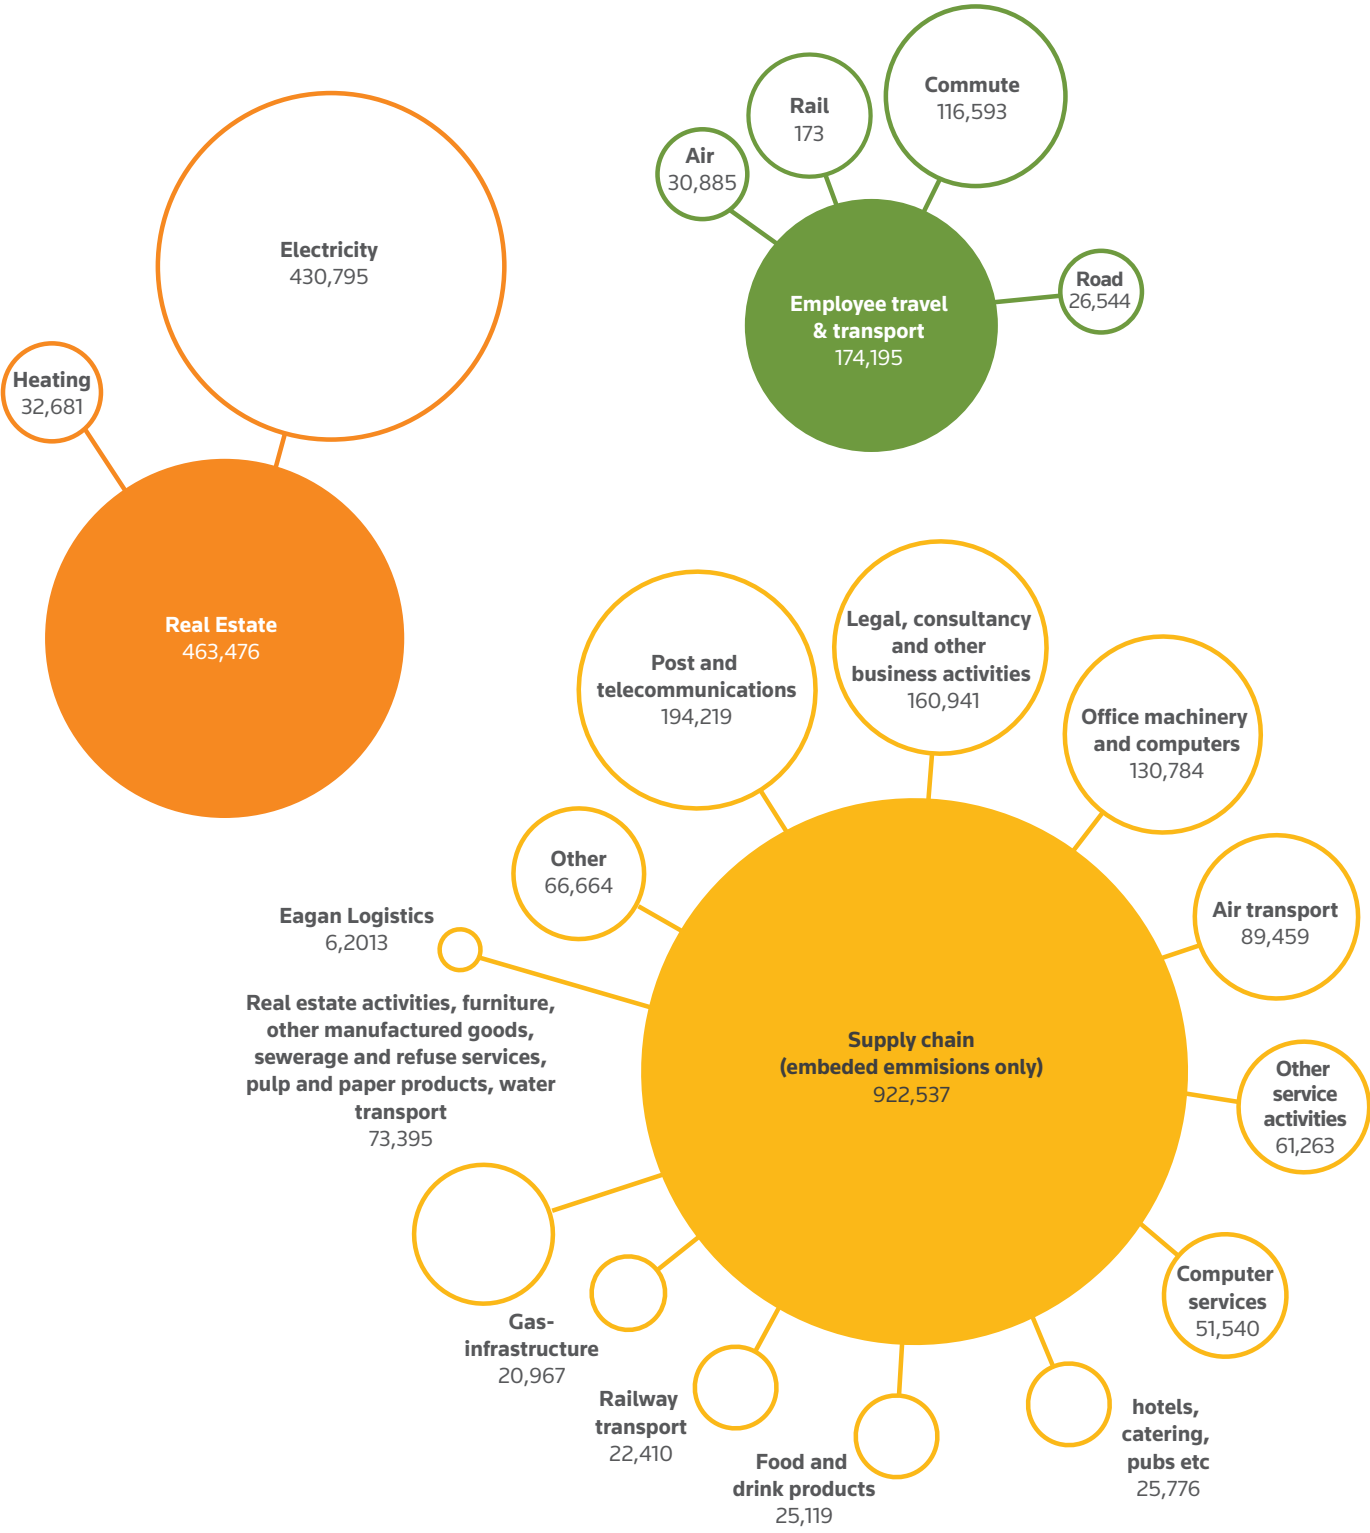 Commute
116,593
Rail
173
Air
30,885
Road
26,544
Employee travel
& transport
174,195
Electricity
430,795
Heating
32,681
Real Estate
463,476
Legal, consultancy
and other
business activities
160,941
Post and
telecommunications
194,219
Office machinery
and computers
130,784
Other
66,664
Air transport
89,459
Eagan Logistics
6,2013
Real estate activities, furniture,
other manufactured goods,
sewerage and refuse services,
pulp and paper products, water
transport
73,395
Supply chain
(embeded emmisions only)
922,537
Other
service
activities
61,263
Computer
services
51,540
Gas-
infrastructure
20,967
Railway
transport
22,410
Food and
drink products
25,119
hotels,
catering,
pubs etc
25,776